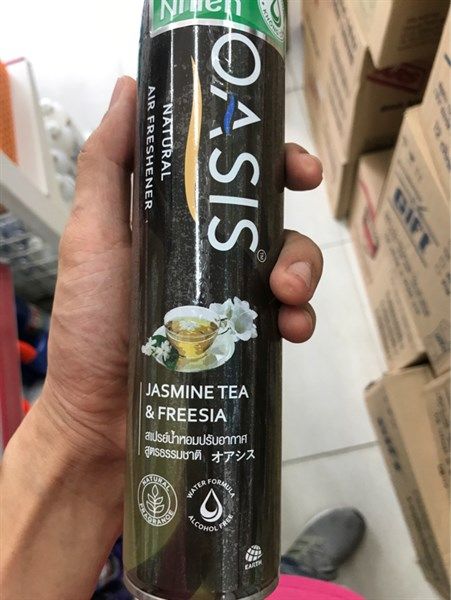 OASIS
NATURAL
AIR FRESHENER
JASMINE TEA
& FREESIA
สเปรย์น้ำหอมปรับอากาศ
สูตรธรรมชาติ オアシス
NATURAL
FRAGRANCE
WATER FORMULA
ALCOHOL FREE
EARTH
GIFT